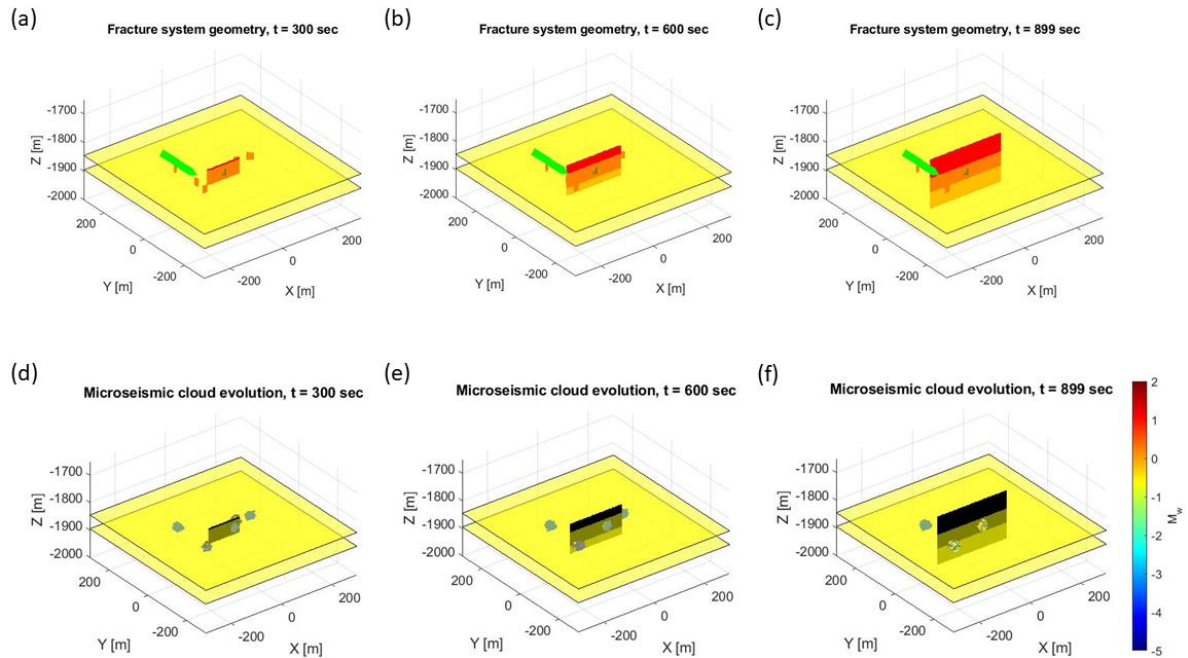 (a)
Fracture system geometry, t = 300 sec
-1700
-1800
-1900
-2000
Z [m]
200
0
-200
Y [m]
-200
0
200
X [m]
(b)
Fracture system geometry, t = 600 sec
-1700
-1800
-1900
-2000
Z [m]
200
0
-200
Y [m]
-200
0
200
X [m]
(c)
Fracture system geometry, t = 899 sec
-1700
-1800
-1900
-2000
Z [m]
200
0
-200
Y [m]
-200
0
200
X [m]
(d)
Microseismic cloud evolution, t = 300 sec
-1700
-1800
-1900
-2000
Z [m]
200
0
-200
Y [m]
-200
0
200
X [m]
(e)
Microseismic cloud evolution, t = 600 sec
-1700
-1800
-1900
-2000
Z [m]
200
0
-200
Y [m]
-200
0
200
X [m]
(f)
Microseismic cloud evolution, t = 899 sec
-1700
-1800
-1900
-2000
Z [m]
200
0
-200
Y [m]
-200
0
200
X [m]
2
1
0
-1
-2
-3
-4
-5
M_w